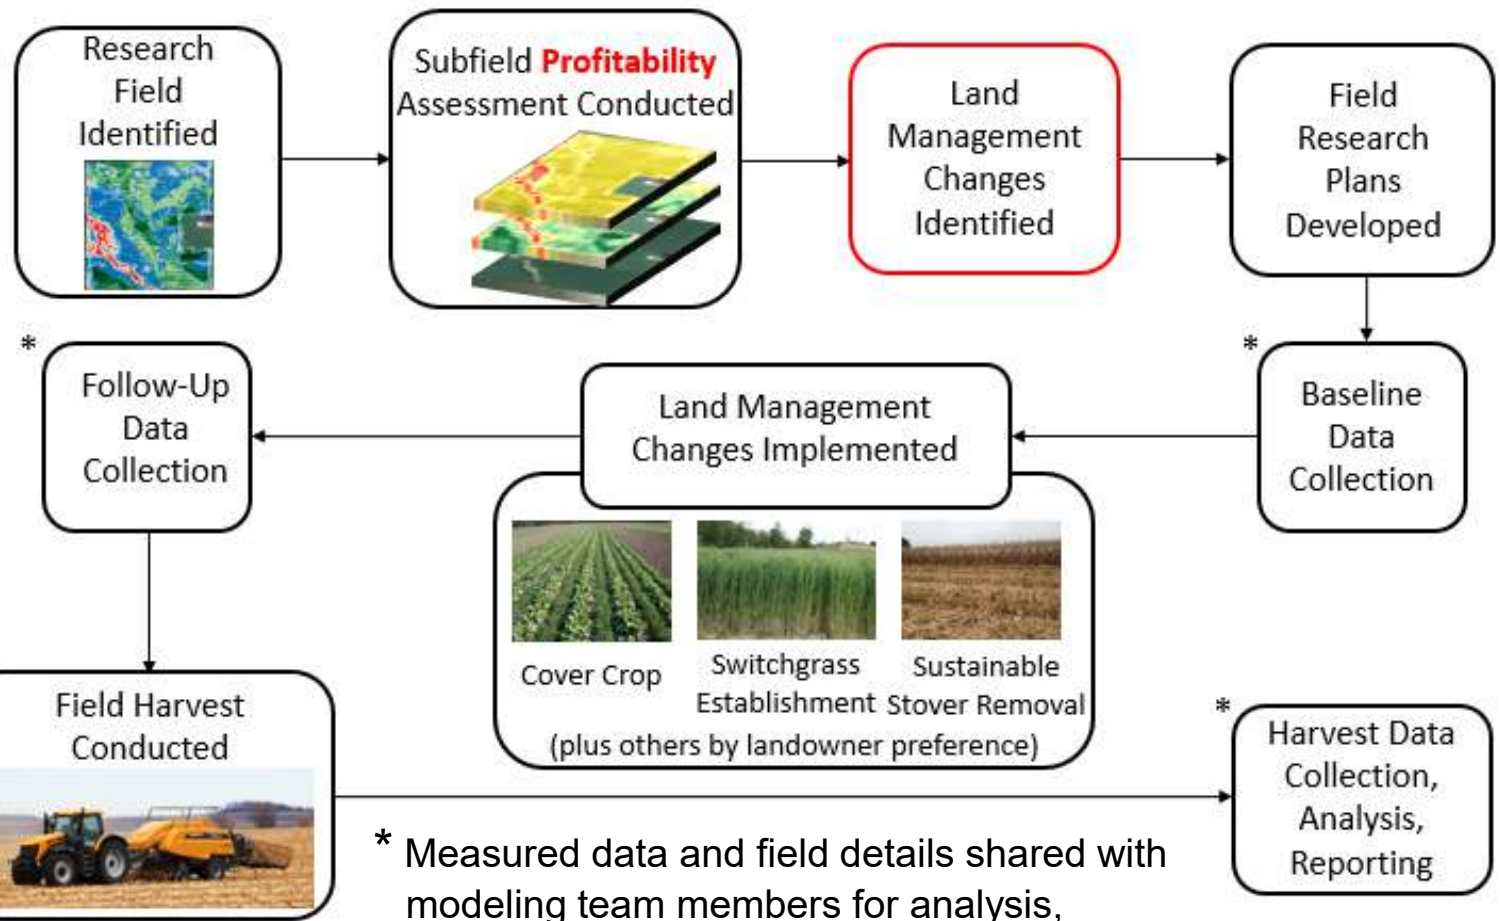 Research
Field
Identified
Subfield Profitability
Assessment Conducted
Land
Management
Changes
Identified
Field
Research
Plans
Developed
*
Follow-Up
Data
Collection
Land Management
Changes Implemented
*
Baseline
Data
Collection
Cover Crop
Switchgrass
Establishment
Sustainable
Stover Removal
(plus others by landowner preference)
Field Harvest
Conducted
*
Harvest Data
Collection,
Analysis,
Reporting
* Measured data and field details shared with
modeling team members for analysis,